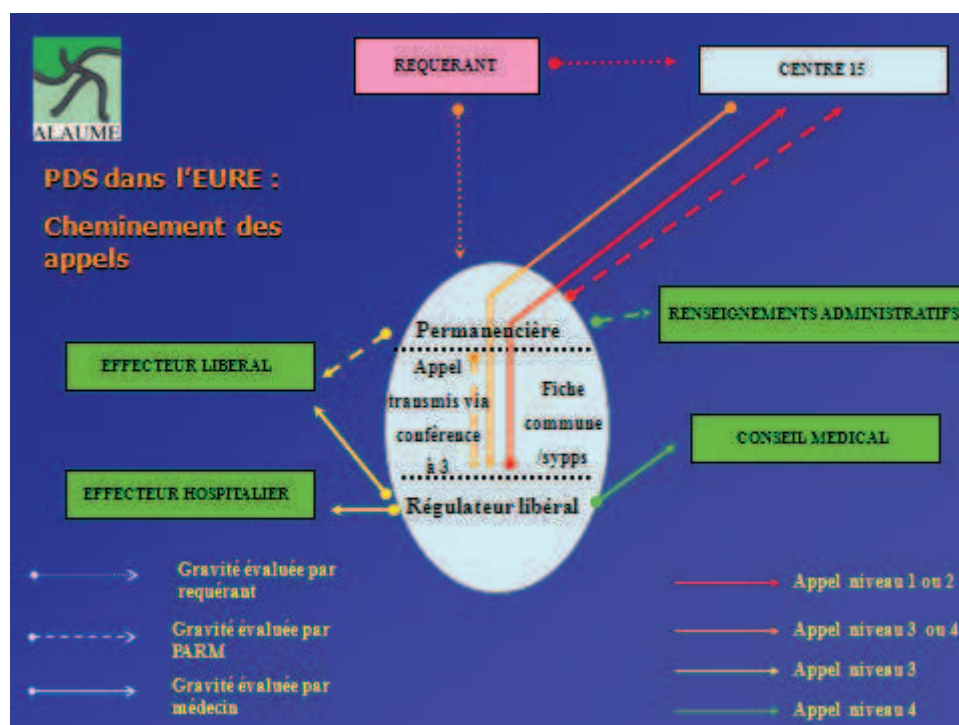 REQUERANT
CENTRE 15
ALAUME
PDS dans l'EURE :
Cheminement des
appels
Permanencière
RENSEIGNEMENTS ADMINISTRATIFS
EFFECTEUR LIBERAL
Appel
transmis via
conférence
à 3
Fiche
commune
/sypps
CONSEIL MEDICAL
EFFECTEUR HOSPITALIER
Régulateur libéral
Gravité évaluée par
requérant
Gravité évaluée par
PARM
Gravité évaluée par
médecin
Appel niveau 1 ou 2
Appel niveau 3 ou 4
Appel niveau 3
Appel niveau 4